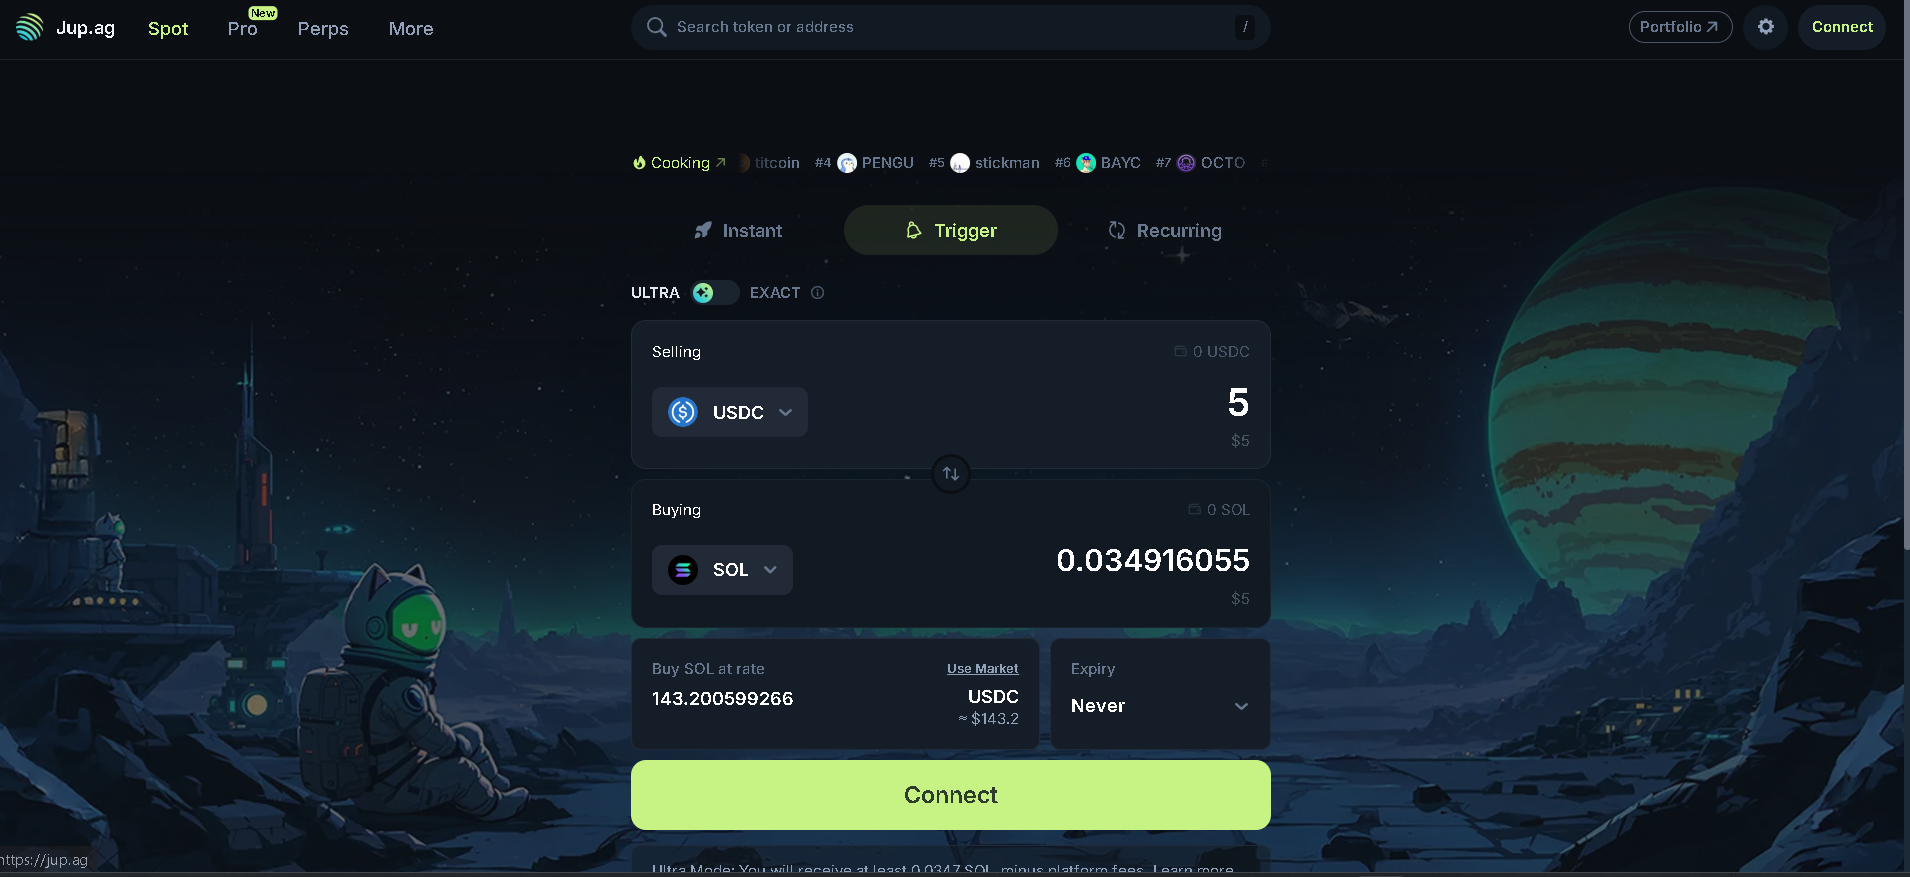 Jup.ag Spot Pro New Perps More Search token or address / Portfolio Connect
Cooking titcoin #4 PENGU #5 stickman #6 BAYC #7 OCTO
Instant Trigger Recurring
ULTRA EXACT
Selling 0 USDC
USDC 5
$5
Buying 0 SOL
SOL 0.034916055
$5
Buy SOL at rate Use Market Expiry
143.200599266 USDC Never
≈ $143.2
Connect
https://jup.ag
Ultra Mode: You will receive at least 0.0347 SOL, minus platform fees. Learn more